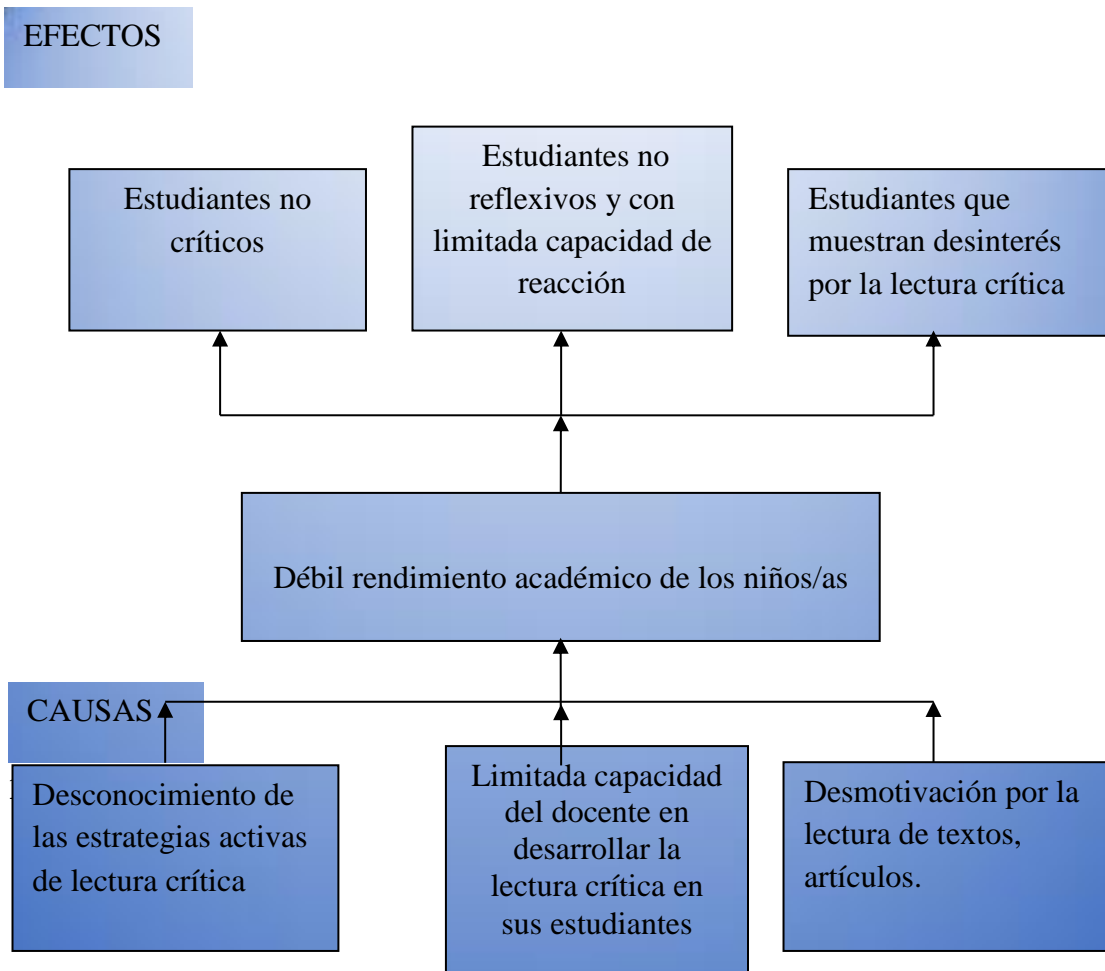 EFECTOS
Estudiantes no
críticos
Estudiantes no
reflexivos y con
limitada capacidad de
reacción
Estudiantes que
muestran desinterés
por la lectura crítica
Débil rendimiento académico de los niños/as
CAUSAS
Desconocimiento de
las estrategias activas
de lectura crítica
Limitada capacidad
del docente en
desarrollar la
lectura crítica en
sus estudiantes
Desmotivación por la
lectura de textos,
artículos.